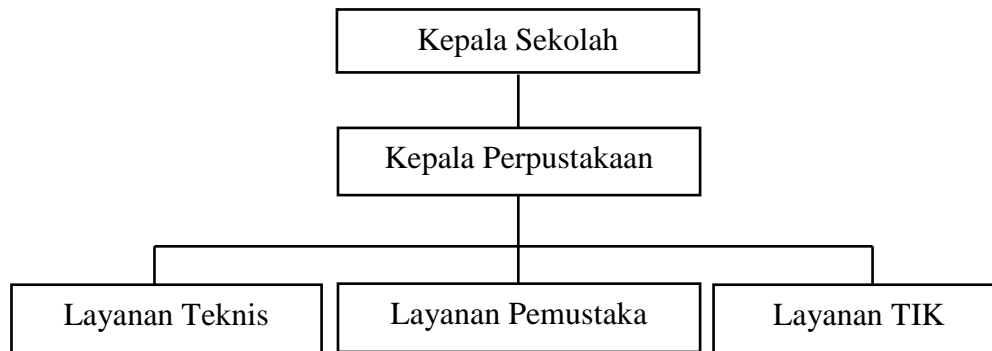 Kepala Sekolah
Kepala Perpustakaan
Layanan Teknis
Layanan Pemustaka
Layanan TIK